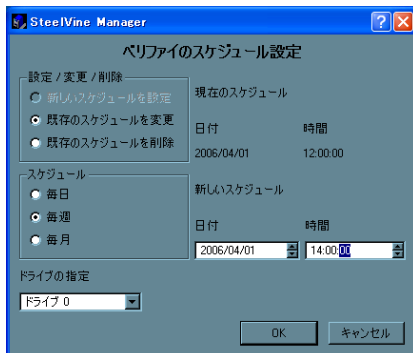 SteelVine Manager
ベリファイのスケジュール設定
設定 / 変更 / 削除
新しいスケジュールを設定
既存のスケジュールを変更
既存のスケジュールを削除
現在のスケジュール
日付 時間
2006/04/01 12:00:00
スケジュール
毎日
毎週
毎月
新しいスケジュール
日付 時間
2006/04/01 14:00:00
ドライブの指定
ドライブ 0
OK キャンセル